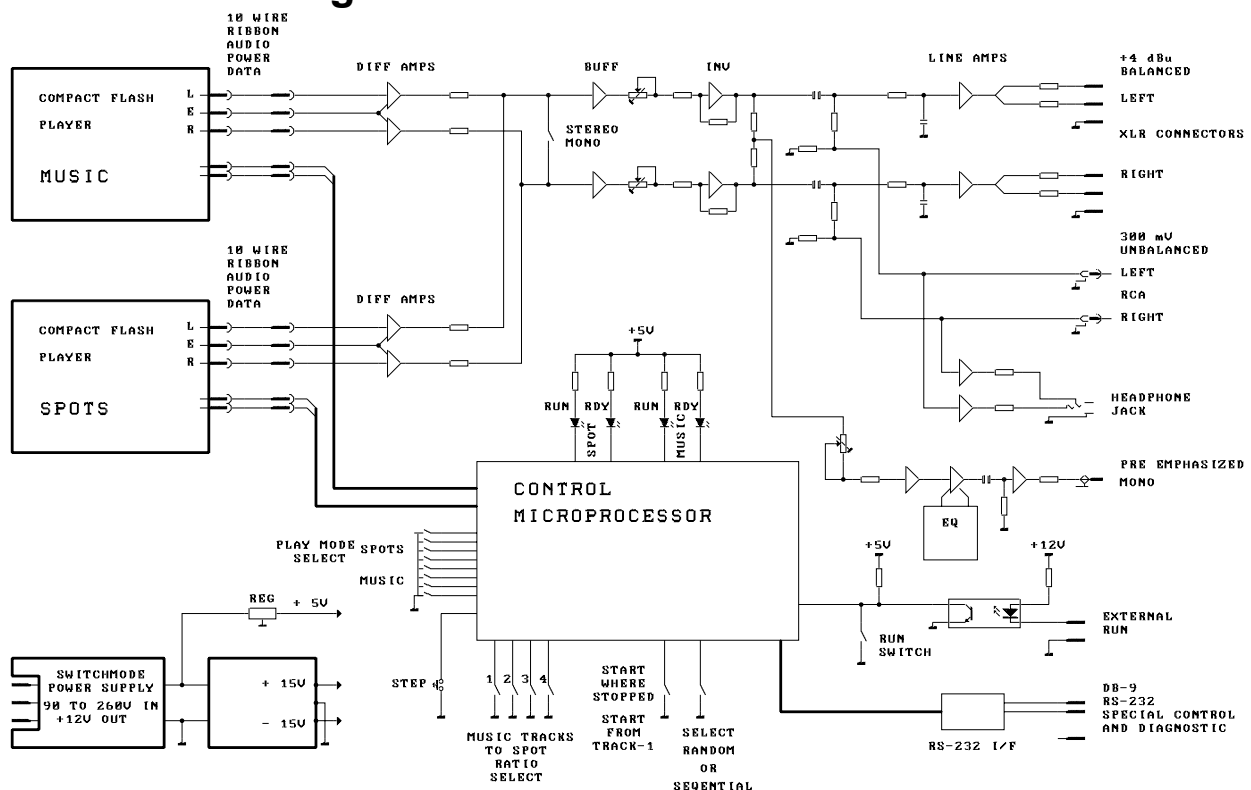 10 WIRE
RIBBON
AUDIO
POWER
DATA
DIFF AMPS
BUFF
INV
LINE AMPS
+4 dBu
BALANCED
COMPACT FLASH
PLAYER
MUSIC
L
E
R
STEREO
MONO
LEFT
XLR CONNECTORS
RIGHT
300 mV
UNBALANCED
LEFT
RCA
RIGHT
10 WIRE
RIBBON
AUDIO
POWER
DATA
DIFF AMPS
COMPACT FLASH
PLAYER
SPOTS
L
E
R
+5V
RUN
RDY
RUN
RDY
SPOT
MUSIC
HEADPHONE
JACK
PRE EMPHASIZED
MONO
EQ
CONTROL
MICROPROCESSOR
PLAY MODE
SELECT
SPOTS
MUSIC
+5V
+12V
EXTERNAL
RUN
RUN
SWITCH
REG
+ 5V
SWITCHMODE
POWER SUPPLY
90 TO 260V IN
+12V OUT
+ 15V
- 15V
STEP
1
2
3
4
MUSIC TRACKS
TO SPOT
RATIO
SELECT
START
WHERE
STOPPED
START
FROM
TRACK-1
SELECT
RANDOM
OR
SEQENTIAL
RS-232 I/F
DB-9
RS-232
SPECIAL CONTROL
AND DIAGNOSTIC